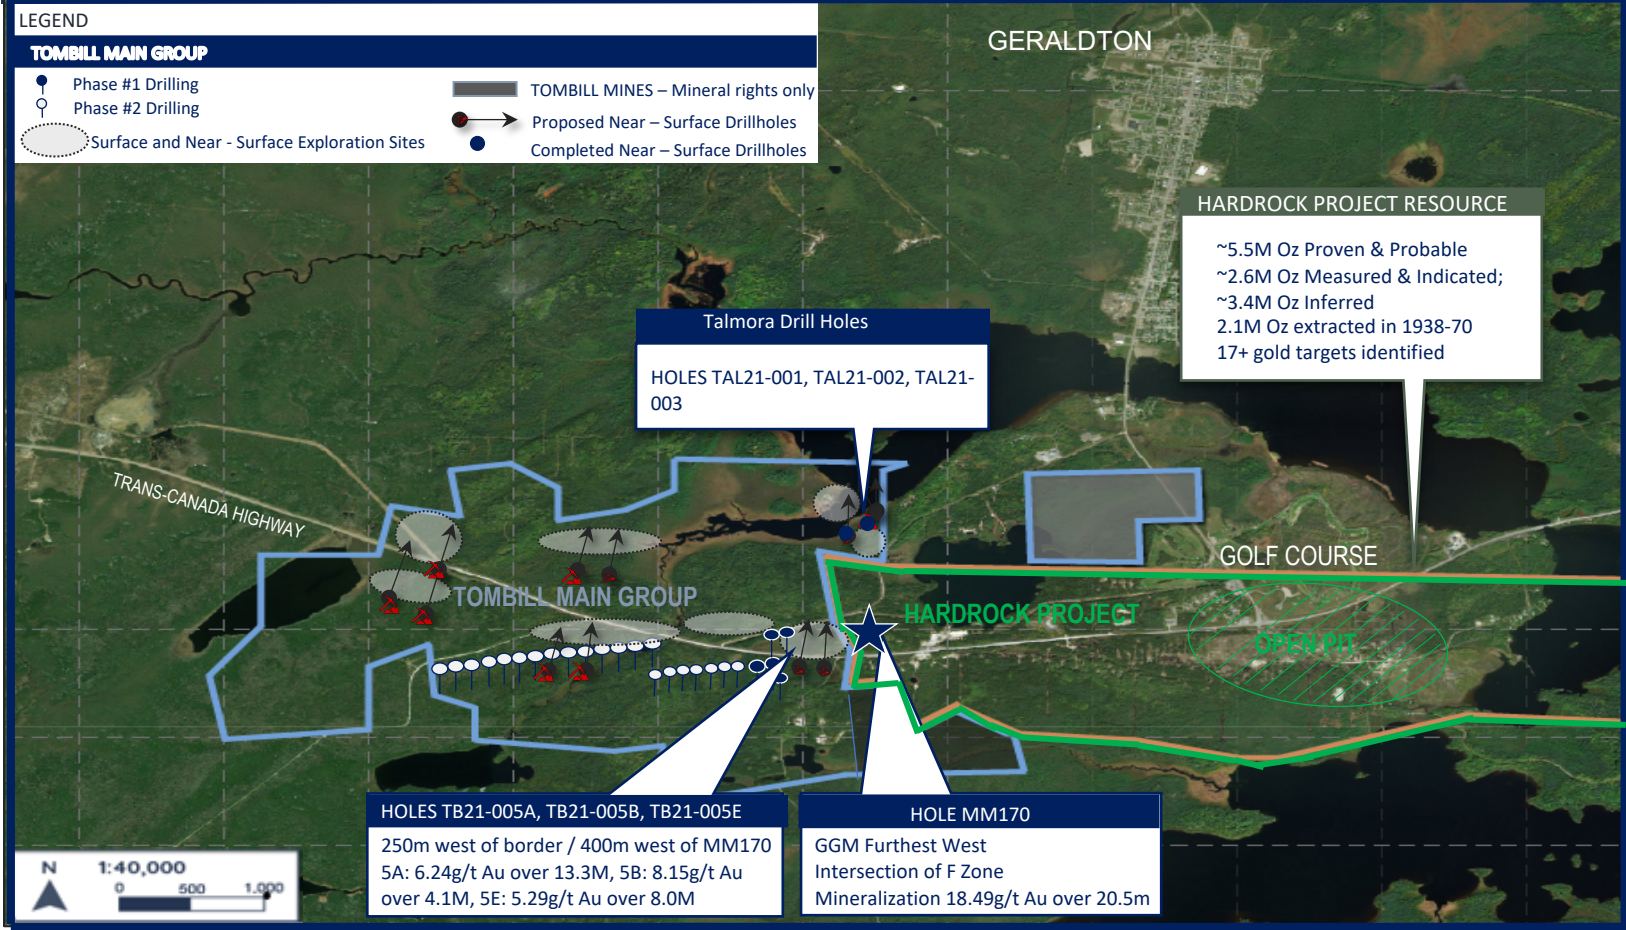 LEGEND
TOMBILL MAIN GROUP
Phase #1 Drilling
Phase #2 Drilling
Surface and Near - Surface Exploration Sites
TOMBILL MINES – Mineral rights only
Proposed Near – Surface Drillholes
Completed Near – Surface Drillholes
GERALDTON
HARDROCK PROJECT RESOURCE
~5.5M Oz Proven & Probable
~2.6M Oz Measured & Indicated;
~3.4M Oz Inferred
2.1M Oz extracted in 1938-70
17+ gold targets identified
Talmora Drill Holes
HOLES TAL21-001, TAL21-002, TAL21-
003
TRANS-CANADA HIGHWAY
GOLF COURSE
TOMBILL MAIN GROUP
HARDROCK PROJECT
OPEN PIT
HOLES TB21-005A, TB21-005B, TB21-005E
250m west of border / 400m west of MM170
5A: 6.24g/t Au over 13.3M, 5B: 8.15g/t Au
over 4.1M, 5E: 5.29g/t Au over 8.0M
HOLE MM170
GGM Furthest West
Intersection of F Zone
Mineralization 18.49g/t Au over 20.5m
N
1:40,000
0 500 1,000